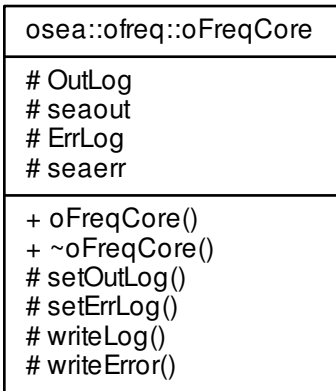 osea::ofreq::oFreqCore
# OutLog
# seaout
# ErrLog
# seaerr
+ oFreqCore()
+ ~oFreqCore()
# setOutLog()
# setErrLog()
# writeLog()
# writeError()